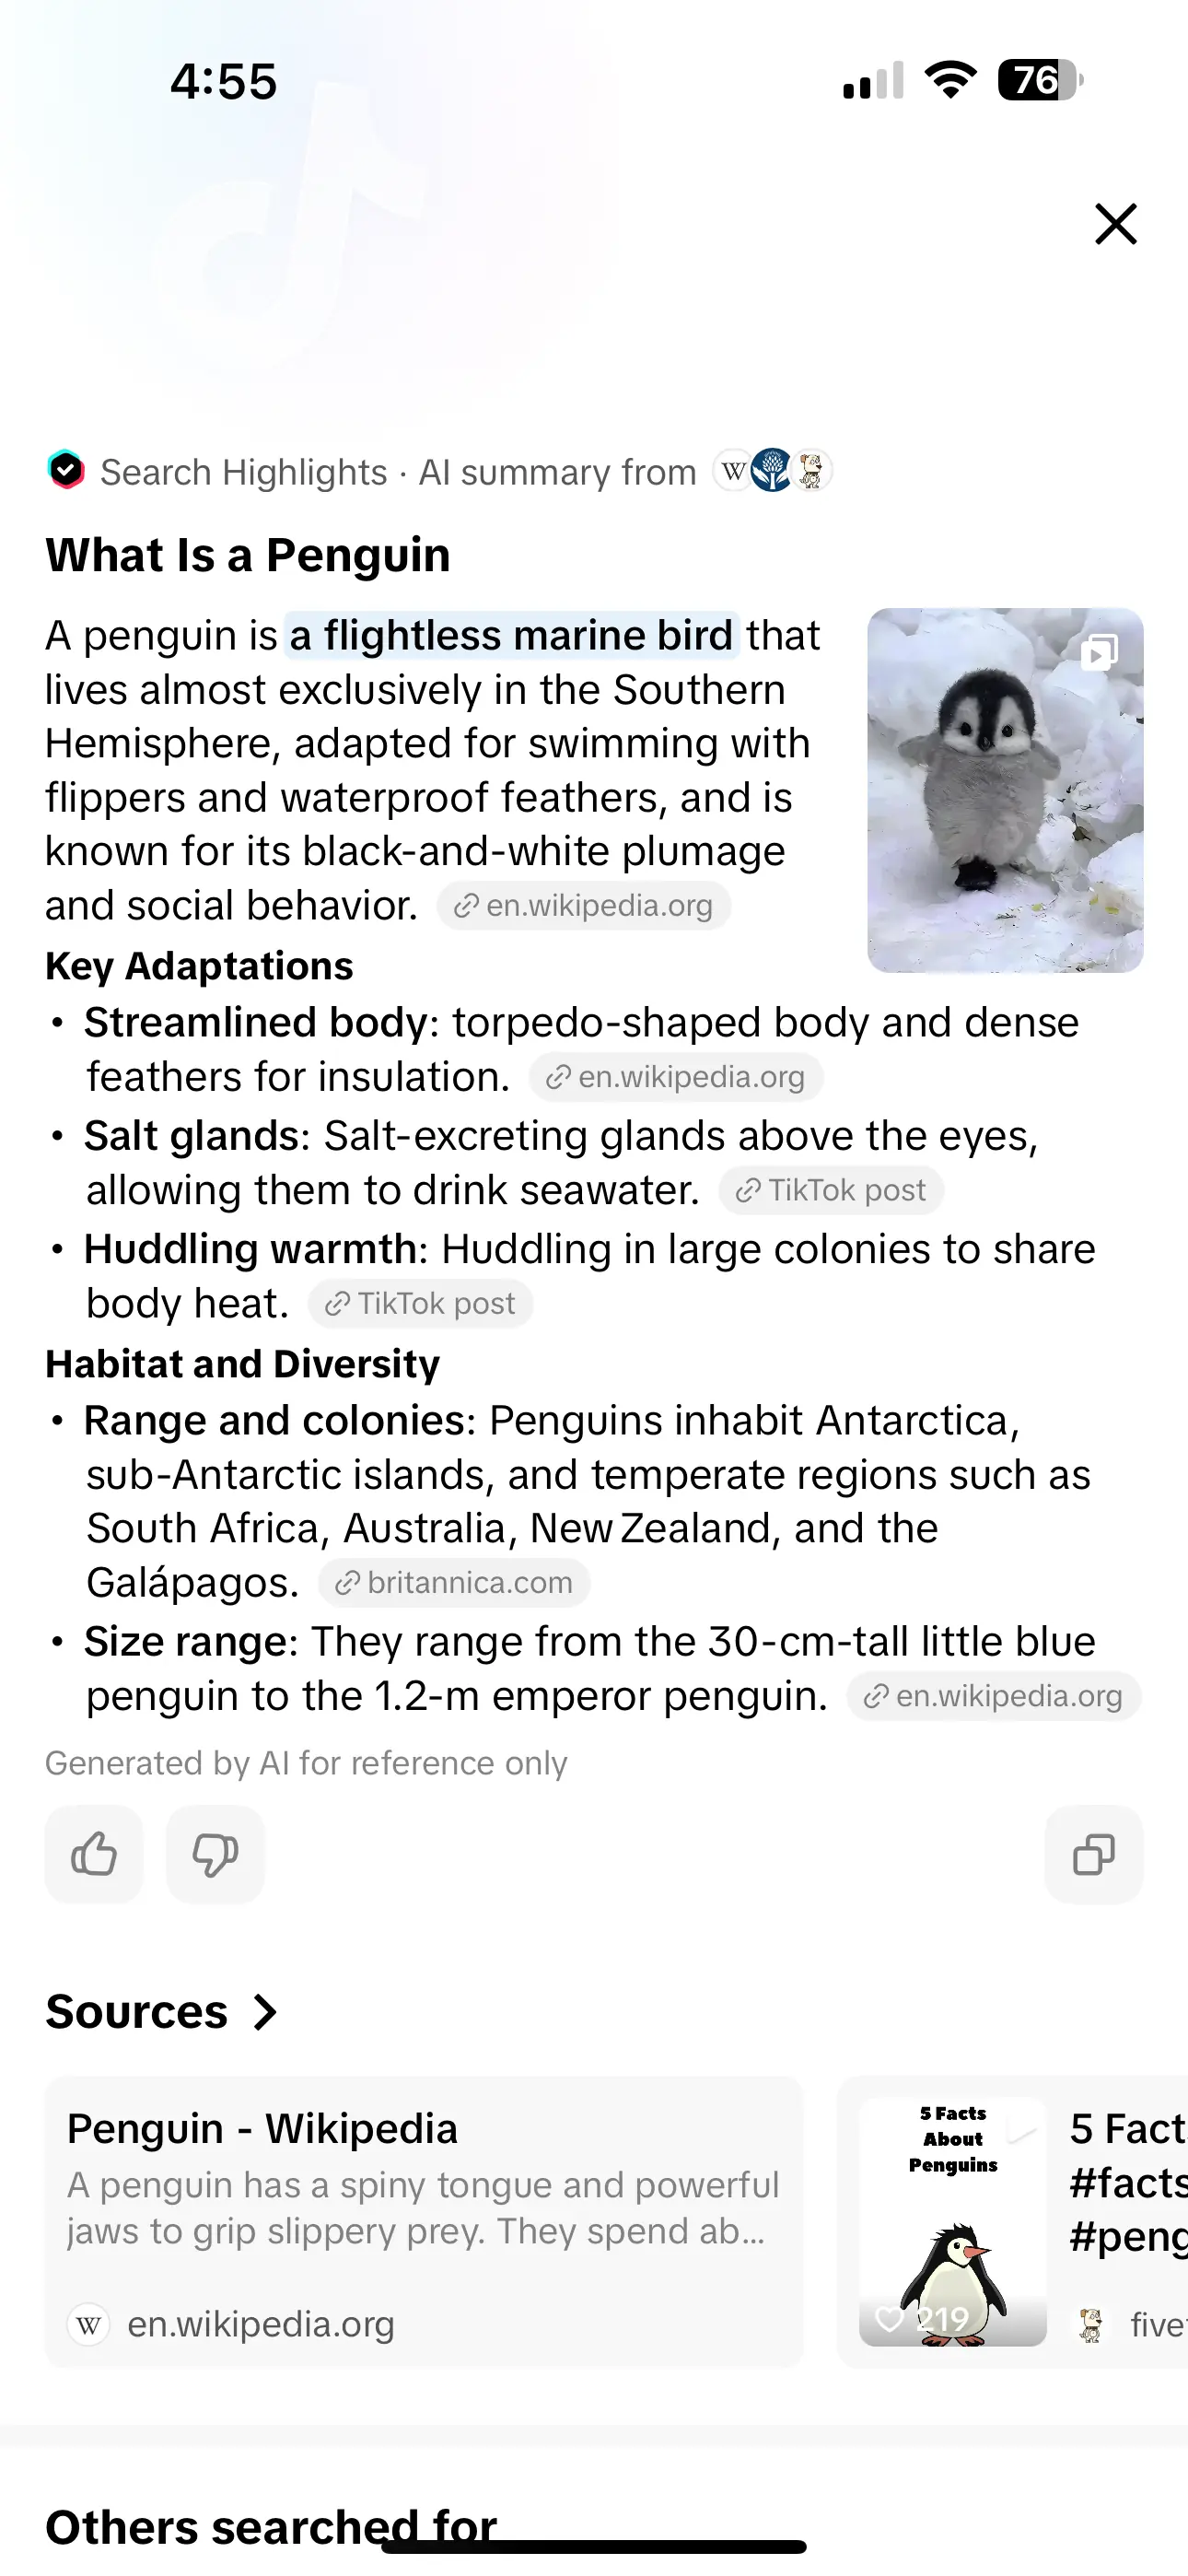 4:55
76
Search Highlights · AI summary from W
What Is a Penguin
A penguin is a flightless marine bird that
lives almost exclusively in the Southern
Hemisphere, adapted for swimming with
flippers and waterproof feathers, and is
known for its black-and-white plumage
and social behavior. en.wikipedia.org
Key Adaptations
• Streamlined body: torpedo-shaped body and dense
feathers for insulation. en.wikipedia.org
• Salt glands: Salt-excreting glands above the eyes,
allowing them to drink seawater. TikTok post
• Huddling warmth: Huddling in large colonies to share
body heat. TikTok post
Habitat and Diversity
• Range and colonies: Penguins inhabit Antarctica,
sub-Antarctic islands, and temperate regions such as
South Africa, Australia, New Zealand, and the
Galápagos. britannica.com
• Size range: They range from the 30-cm-tall little blue
penguin to the 1.2-m emperor penguin. en.wikipedia.org
Generated by AI for reference only
Sources
Penguin - Wikipedia
A penguin has a spiny tongue and powerful
jaws to grip slippery prey. They spend ab...
W en.wikipedia.org
5 Facts
About
Penguins
219
5 Fact
#facts
#peng
five
Others searched for